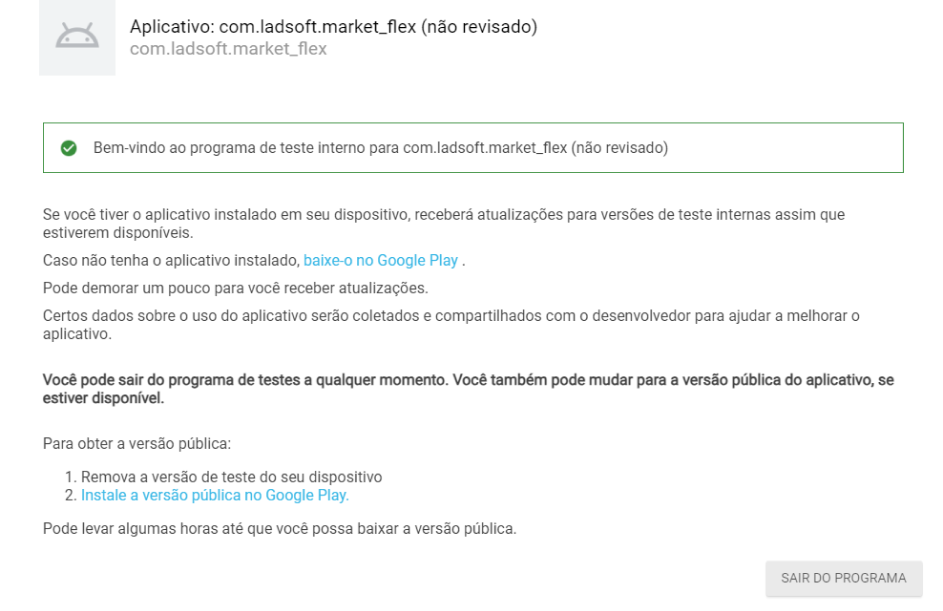 Aplicativo: com.ladsoft.market_flex (não revisado)
com.ladsoft.market_flex
Bem-vindo ao programa de teste interno para com.ladsoft.market_flex (não revisado)
Se você tiver o aplicativo instalado em seu dispositivo, receberá atualizações para versões de teste internas assim que
estiverem disponíveis.
Caso não tenha o aplicativo instalado, baixe-o no Google Play .
Pode demorar um pouco para você receber atualizações.
Certos dados sobre o uso do aplicativo serão coletados e compartilhados com o desenvolvedor para ajudar a melhorar o
aplicativo.
Você pode sair do programa de testes a qualquer momento. Você também pode mudar para a versão pública do aplicativo, se
estiver disponível.
Para obter a versão pública:
1. Remova a versão de teste do seu dispositivo
2. Instale a versão pública no Google Play.
Pode levar algumas horas até que você possa baixar a versão pública.
SAIR DO PROGRAMA